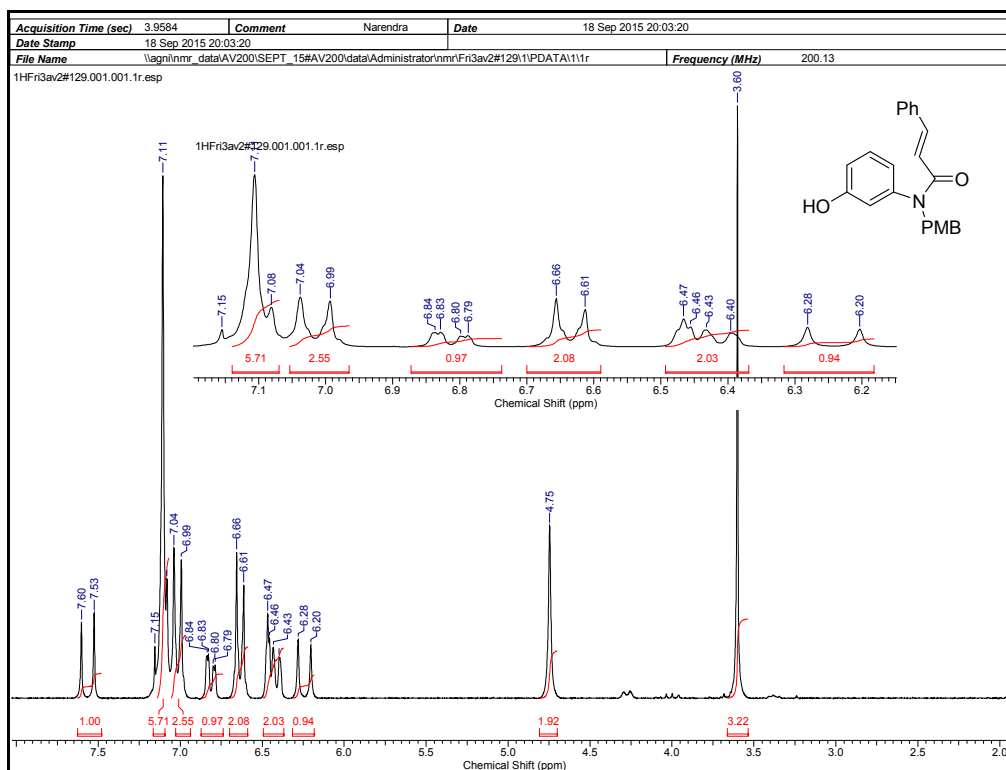 Acquisition Time (sec) 3.9584 Comment Narendra Date 18 Sep 2015 20:03:20
Date Stamp 18 Sep 2015 20:03:20
File Name \\agni\nmr_data\AV200\SEPT_15#AV200\data\Administrator\nmr\Fri3av2#129\1\PDATA\1\1r Frequency (MHz) 200.13
1HFri3av2#129.001.001.1r.esp
3.60
Ph
O
N
HO
PMB
1HFri3av2#129.001.001.1r.esp
7.15 7.11 7.08 7.04 6.99 6.84 6.83 6.80 6.79 6.66 6.61 6.47 6.46 6.43 6.40 6.28 6.20
5.71 2.55 0.97 2.08 2.03 0.94
7.1 7.0 6.9 6.8 6.7 6.6 6.5 6.4 6.3 6.2
Chemical Shift (ppm)
7.60 7.53 7.15 7.11 7.04 6.99 6.84 6.83 6.80 6.79 6.66 6.61 6.47 6.46 6.43 6.28 6.20 4.75
1.00 5.71 2.55 0.97 2.08 2.03 0.94 1.92 3.22
7.5 7.0 6.5 6.0 5.5 5.0 4.5 4.0 3.5 3.0 2.5 2.0
Chemical Shift (ppm)